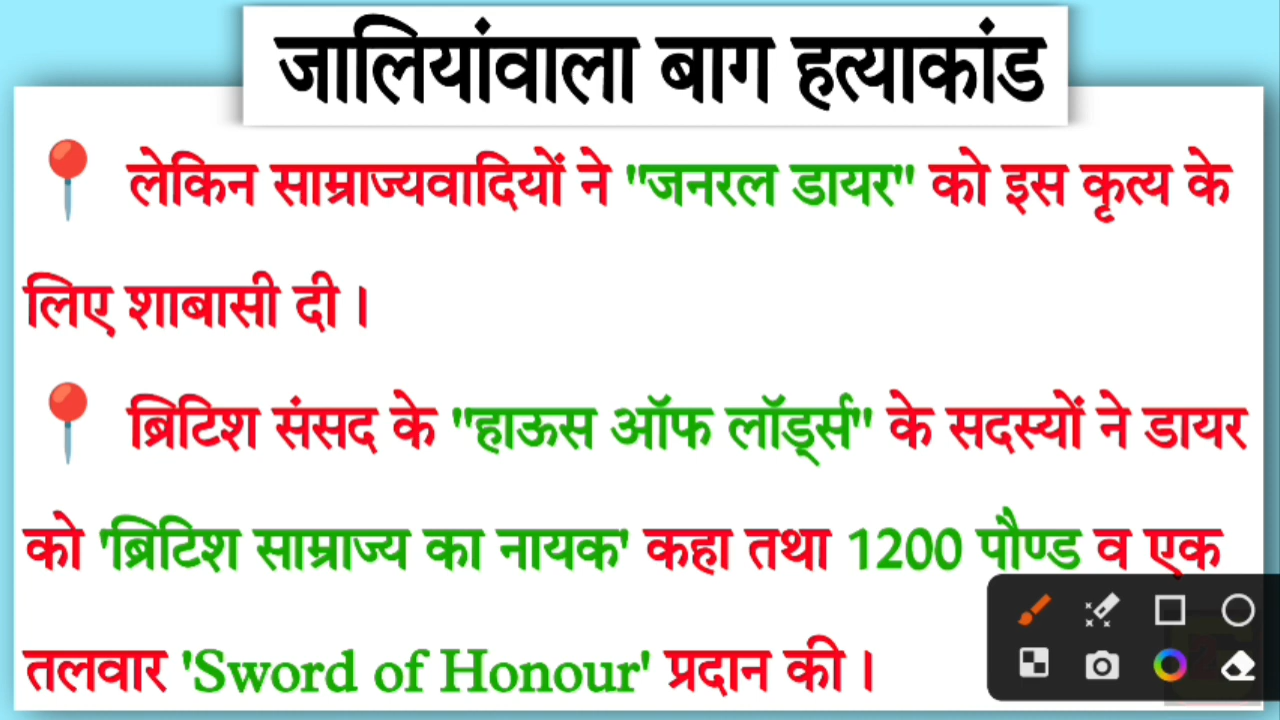 जालियांवाला बाग हत्याकांड
लेकिन साम्राज्यवादियों ने "जनरल डायर" को इस कृत्य के
लिए शाबासी दी।
ब्रिटिश संसद के "हाऊस ऑफ लॉर्ड्स" के सदस्यों ने डायर
को 'ब्रिटिश साम्राज्य का नायक' कहा तथा 1200 पौण्ड व एक
तलवार 'Sword of Honour' प्रदान की।